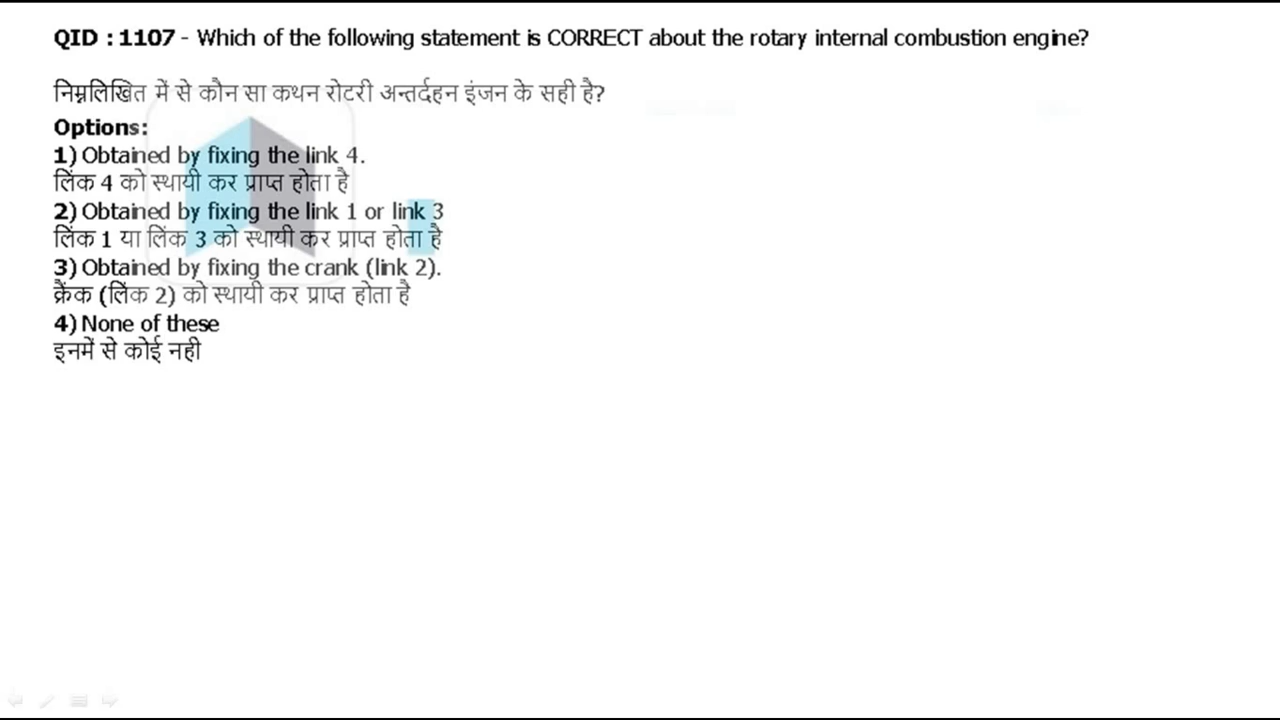 QID : 1107 - Which of the following statement is CORRECT about the rotary internal combustion engine?
निम्नलिखित में से कौन सा कथन रोटरी अन्तर्दहन इंजन के सही है?
Options:
1) Obtained by fixing the link 4.
लिंक 4 को स्थायी कर प्राप्त होता है
2) Obtained by fixing the link 1 or link 3
लिंक 1 या लिंक 3 को स्थायी कर प्राप्त होता है
3) Obtained by fixing the crank (link 2).
क्रैंक (लिंक 2) को स्थायी कर प्राप्त होता है
4) None of these
इनमें से कोई नही